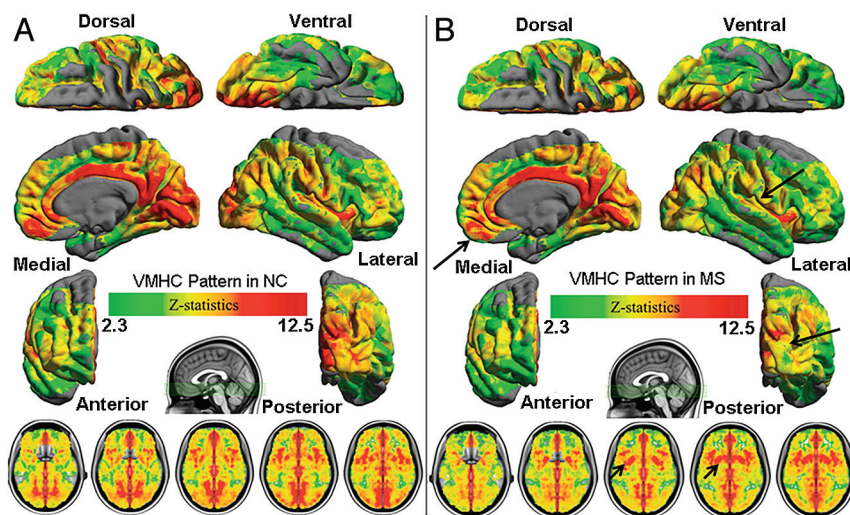 A
Dorsal
Ventral
Medial
Lateral
VMHC Pattern in NC
Z-statistics
2.3
12.5
Anterior
Posterior
B
Dorsal
Ventral
Medial
Lateral
VMHC Pattern in MS
Z-statistics
2.3
12.5
Anterior
Posterior